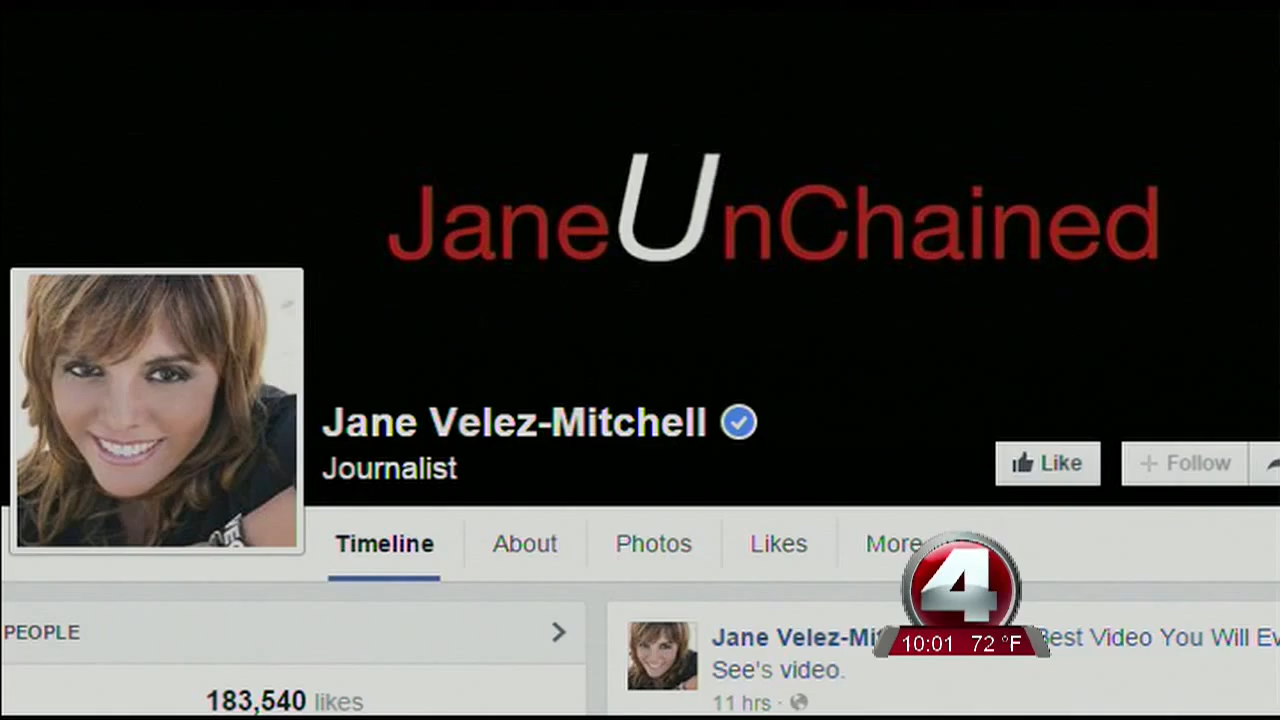 JaneUnChained
Jane Velez-Mitchell
Journalist
Like
+ Follow
Timeline About Photos Likes More
PEOPLE
183,540 likes
Jane Velez-Mi Best Video You Will Ev
See's video.
11 hrs ·
4
10:01 72 °F